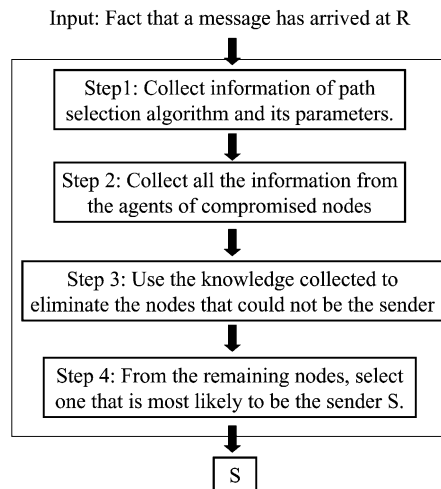 Input: Fact that a message has arrived at R
Step1: Collect information of path
selection algorithm and its parameters.
Step 2: Collect all the information from
the agents of compromised nodes
Step 3: Use the knowledge collected to
eliminate the nodes that could not be the sender
Step 4: From the remaining nodes, select
one that is most likely to be the sender S.
S